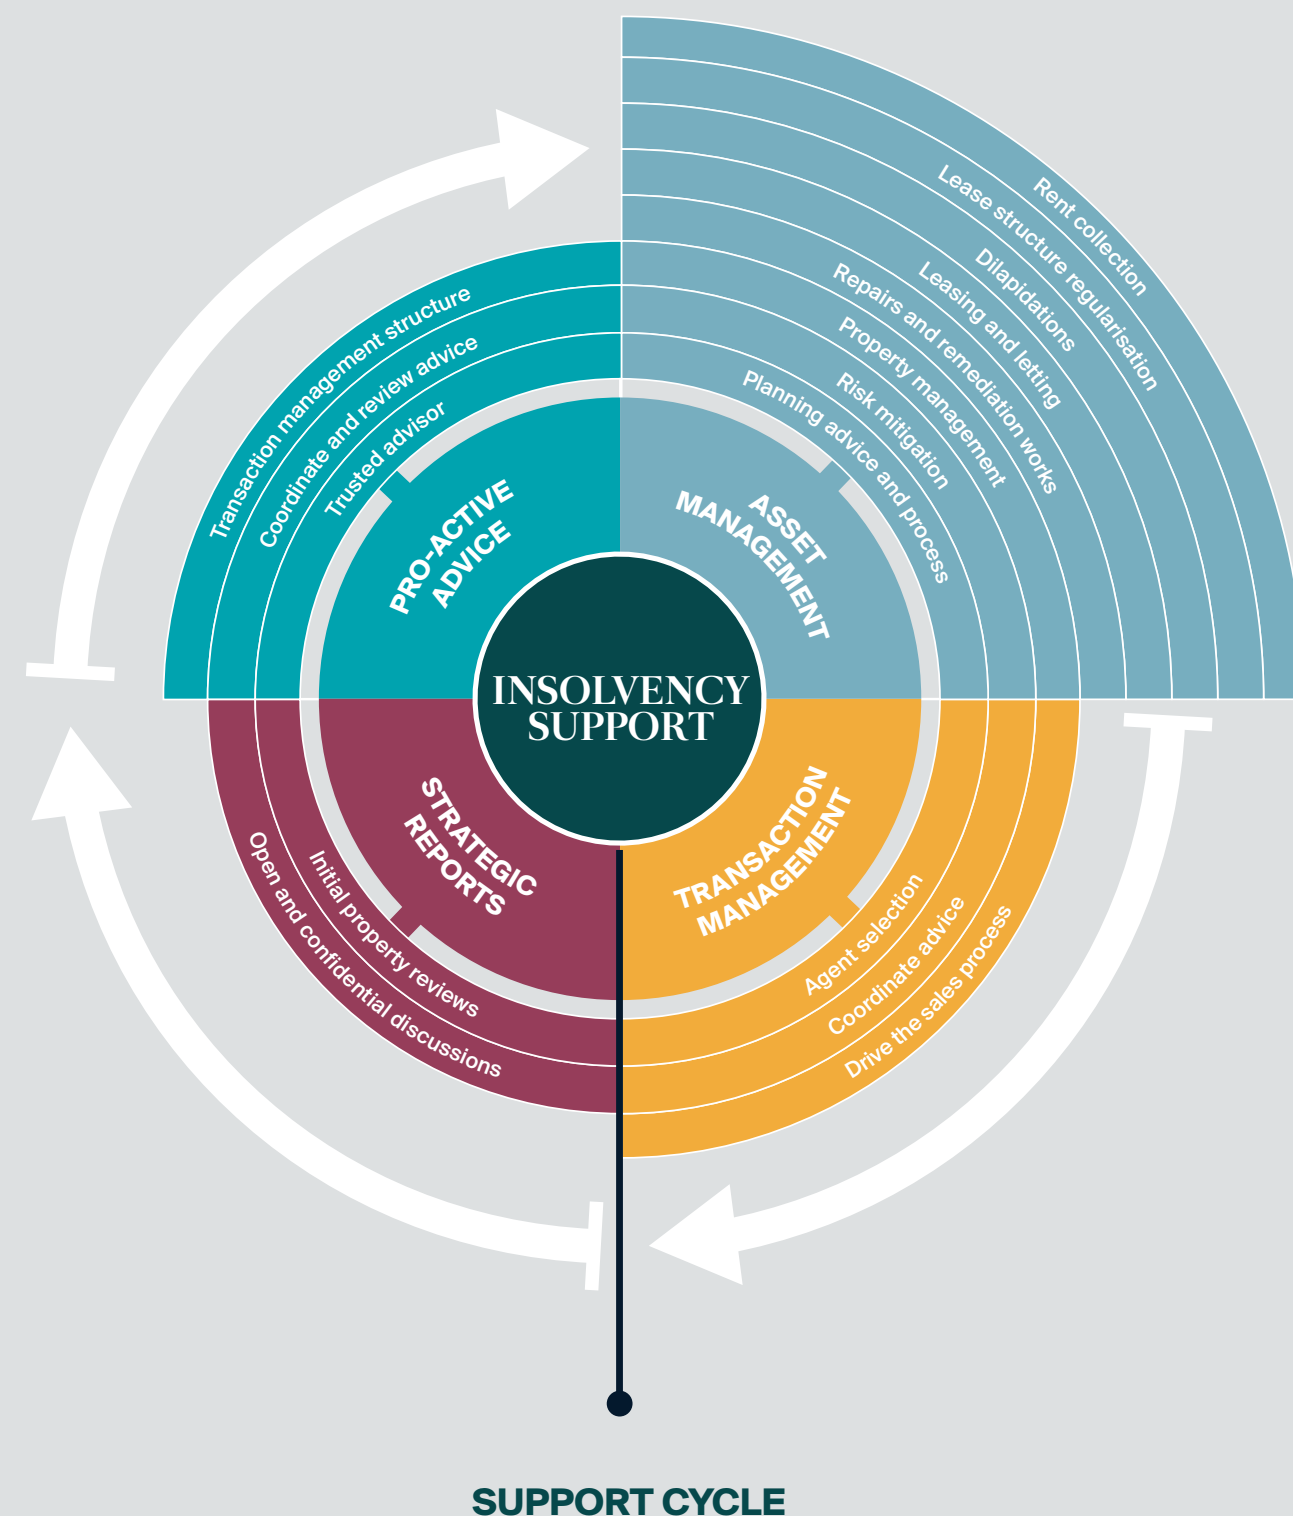 INSOLVENCY
SUPPORT
STRATEGIC
REPORTS
Initial property reviews
Open and confidential discussions
PRO-ACTIVE
ADVICE
Transaction management structure
Coordinate and review advice
Trusted advisor
ASSET
MANAGEMENT
Rent collection
Lease structure regularisation
Dilapidations
Leasing and letting
Repairs and remediation works
Property management
Risk mitigation
Planning advice and process
TRANSACTION
MANAGEMENT
Agent selection
Coordinate advice
Drive the sales process
SUPPORT CYCLE